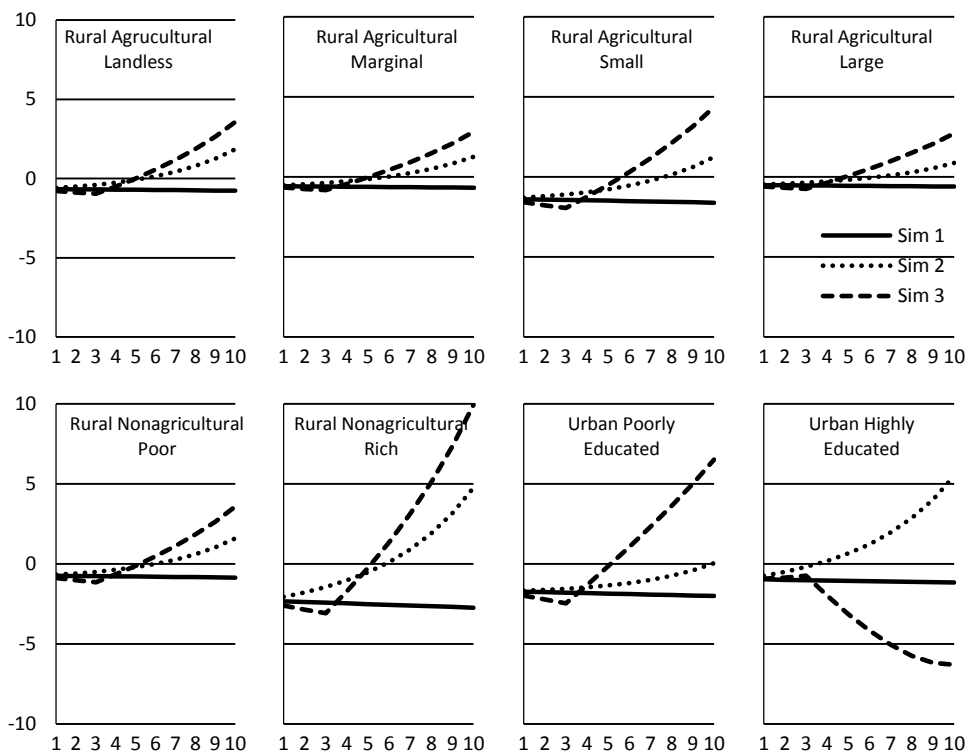 10
5
0
-5
-10
Rural Agrucultural
Landless
1 2 3 4 5 6 7 8 9 10
Rural Agricultural
Marginal
1 2 3 4 5 6 7 8 9 10
Rural Agricultural
Small
1 2 3 4 5 6 7 8 9 10
Rural Agricultural
Large
Sim 1
Sim 2
Sim 3
1 2 3 4 5 6 7 8 9 10
10
5
0
-5
-10
Rural Nonagricultural
Poor
1 2 3 4 5 6 7 8 9 10
Rural Nonagricultural
Rich
1 2 3 4 5 6 7 8 9 10
Urban Poorly
Educated
1 2 3 4 5 6 7 8 9 10
Urban Highly
Educated
1 2 3 4 5 6 7 8 9 10